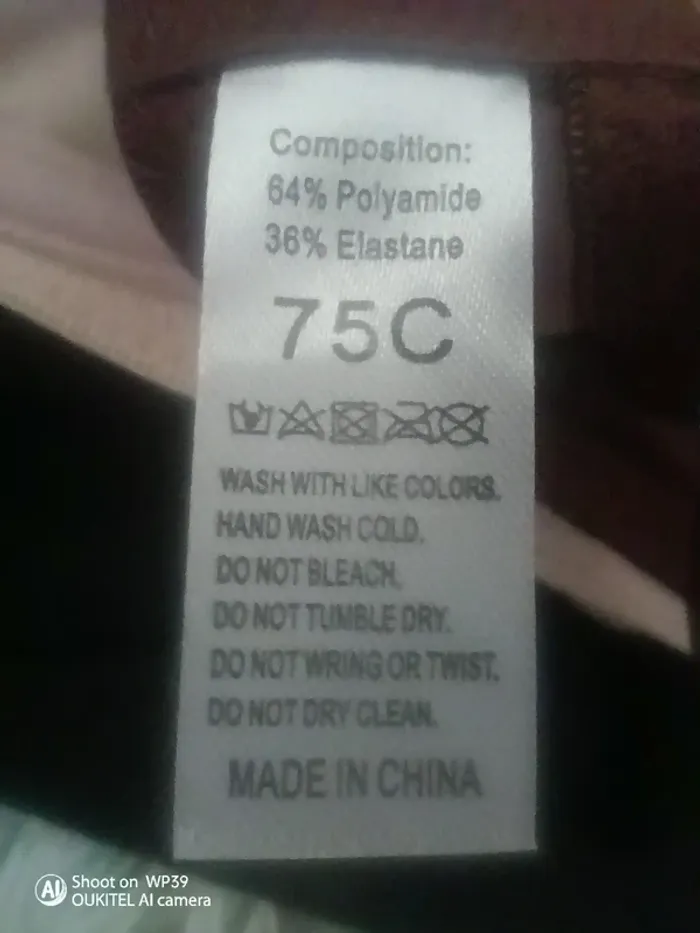 Composition:
64% Polyamide
36% Elastane
75C
WASH WITH LIKE COLORS.
HAND WASH COLD.
DO NOT BLEACH.
DO NOT TUMBLE DRY.
DO NOT WRING OR TWIST.
DO NOT DRY CLEAN.
MADE IN CHINA
AI Shoot on WP39
OUKITEL AI camera